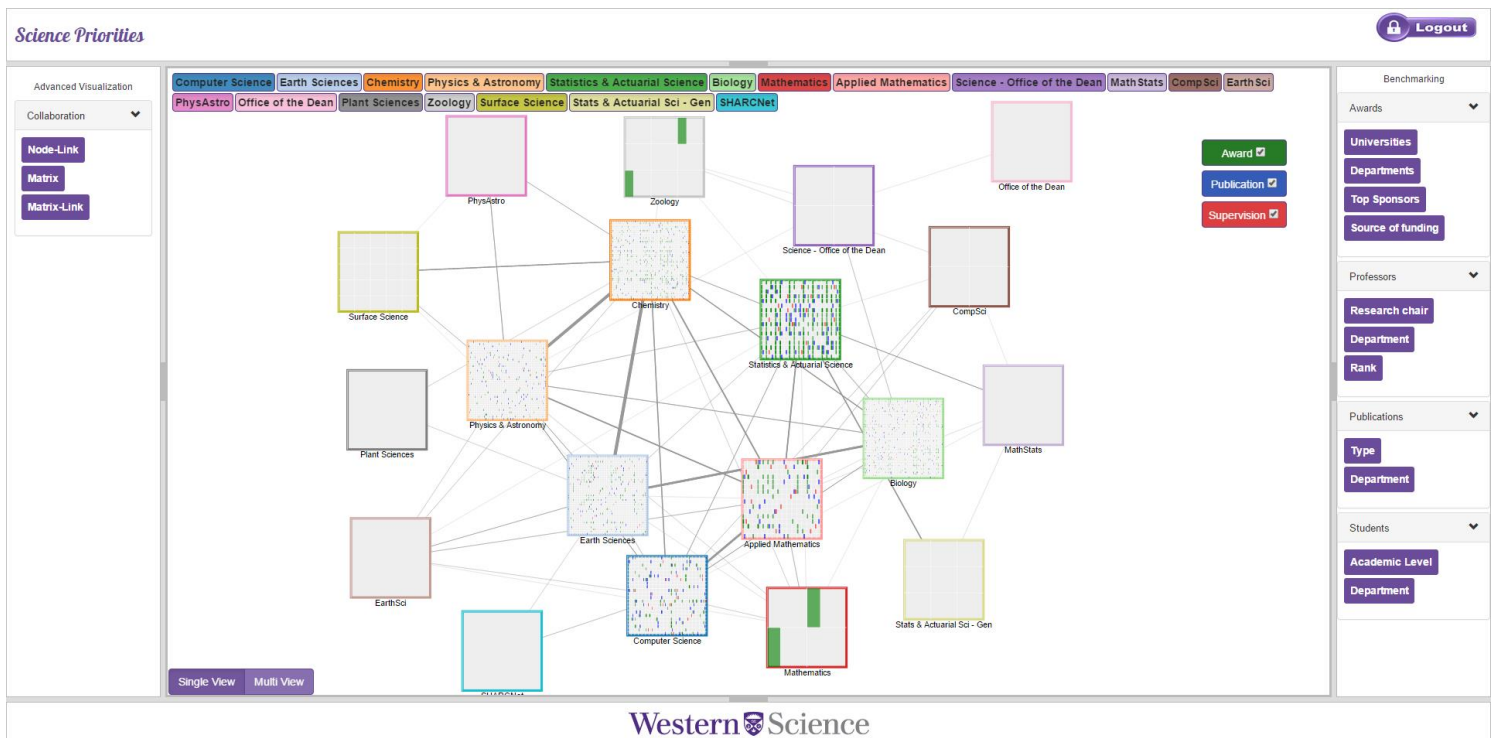 Science Priorities
Logout
Advanced Visualization
Collaboration
Node-Link
Matrix
Matrix-Link
Computer Science Earth Sciences Chemistry Physics & Astronomy Statistics & Actuarial Science Biology Mathematics Applied Mathematics Science - Office of the Dean MathStats CompSci EarthSci
PhysAstro Office of the Dean Plant Sciences Zoology Surface Science Stats & Actuarial Sci - Gen SHARCNet
Award
Publication
Supervision
PhysAstro
Zoology
Office of the Dean
Science - Office of the Dean
Surface Science
Chemistry
CompSci
Statistics & Actuarial Science
Physics & Astronomy
Plant Sciences
MathStats
Biology
Earth Sciences
Applied Mathematics
EarthSci
Stats & Actuarial Sci - Gen
Computer Science
Mathematics
SHARCNet
Single View Multi View
Benchmarking
Awards
Universities
Departments
Top Sponsors
Source of funding
Professors
Research chair
Department
Rank
Publications
Type
Department
Students
Academic Level
Department
Western Science